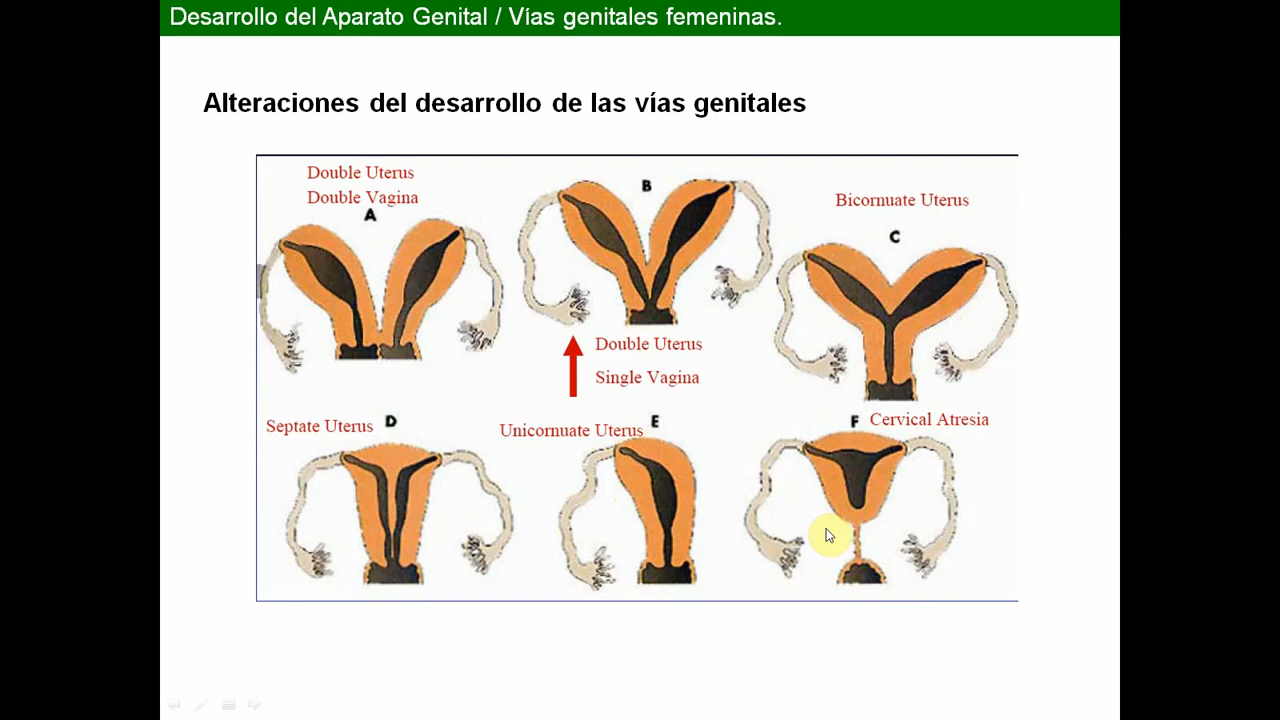 Desarrollo del Aparato Genital / Vías genitales femeninas.
Alteraciones del desarrollo de las vías genitales
Double Uterus
Double Vagina
A
B
Double Uterus
Single Vagina
Bicornuate Uterus
C
Septate Uterus D
Unicornuate Uterus E
F Cervical Atresia